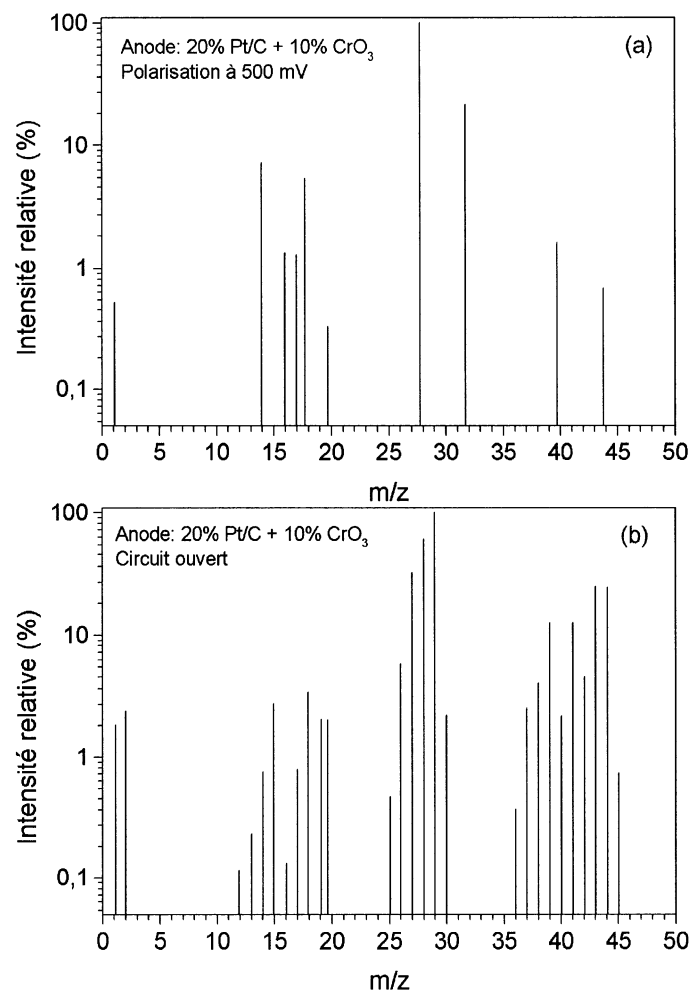 Anode: 20% Pt/C + 10% CrO₃
Polarisation à 500 mV
(a)
Intensité relative (%)
100
10
1
0,1
0 5 10 15 20 25 30 35 40 45 50
m/z
Anode: 20% Pt/C + 10% CrO₃
Circuit ouvert
(b)
Intensité relative (%)
100
10
1
0,1
0 5 10 15 20 25 30 35 40 45 50
m/z